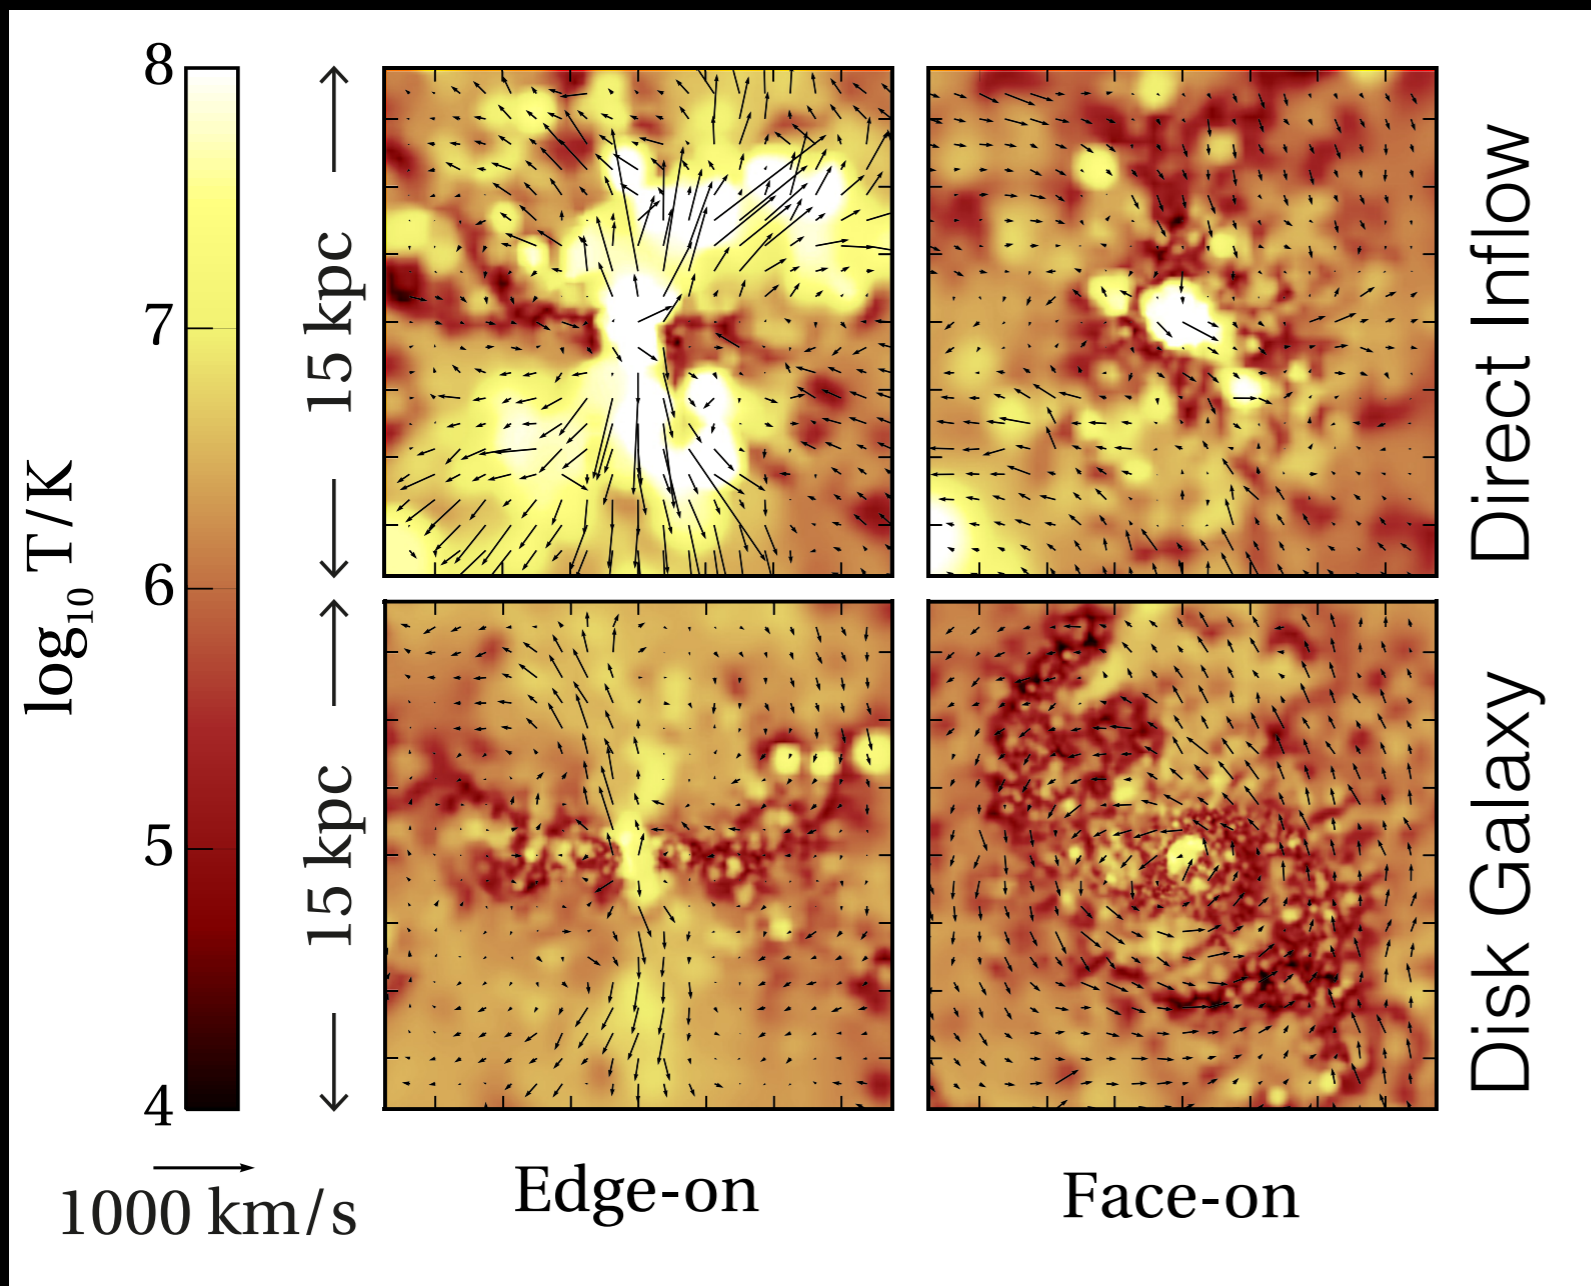 8
7
6
5
4
log10 T/K
1000 km/s
15 kpc
15 kpc
Edge-on
Face-on
Direct Inflow
Disk Galaxy